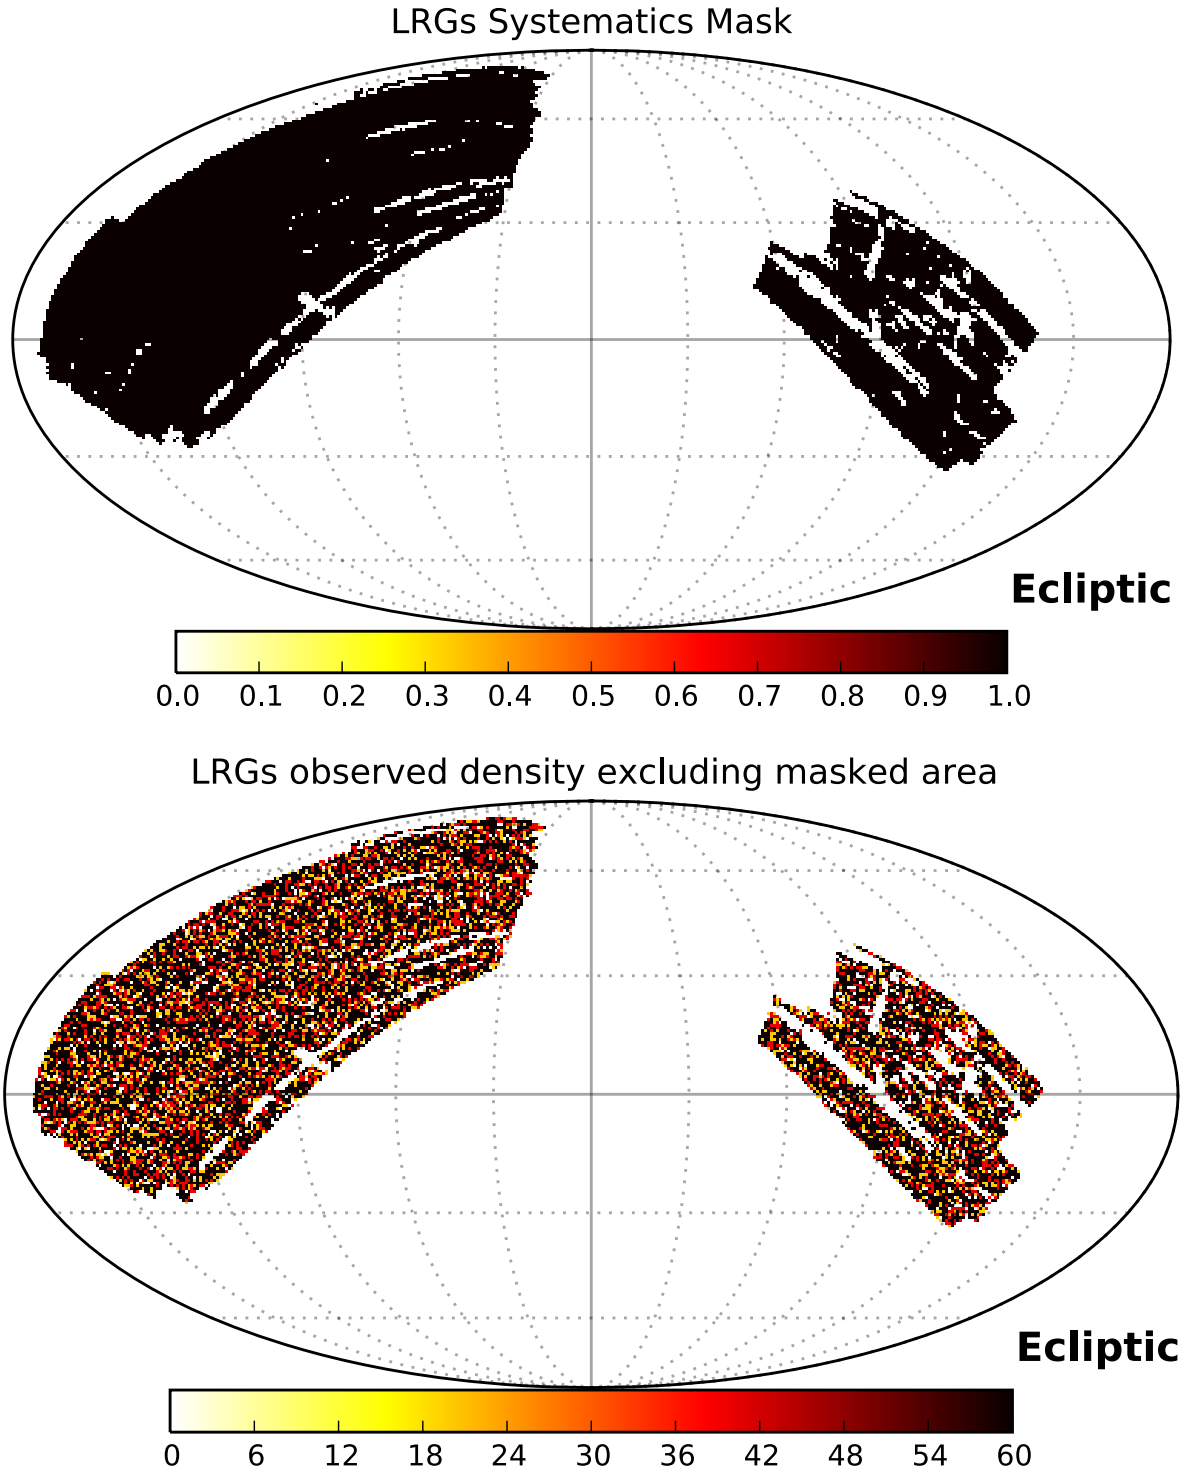 LRGs Systematics Mask
Ecliptic
0.0 0.1 0.2 0.3 0.4 0.5 0.6 0.7 0.8 0.9 1.0
LRGs observed density excluding masked area
Ecliptic
0 6 12 18 24 30 36 42 48 54 60